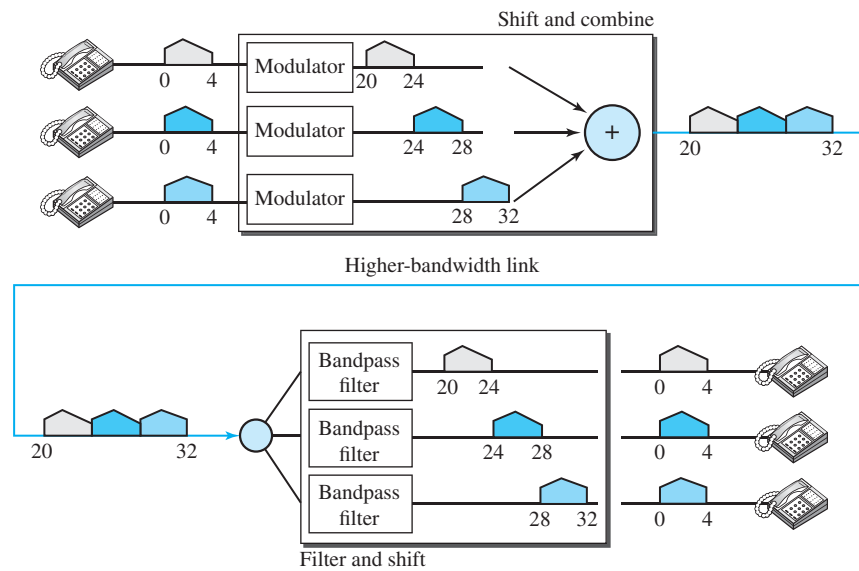 Shift and combine
0 4 Modulator 20 24
0 4 Modulator 24 28 + 20 32
0 4 Modulator 28 32
Higher-bandwidth link
Bandpass
filter
20 24 0 4
20 32
Bandpass
filter
24 28 0 4
Bandpass
filter
28 32 0 4
Filter and shift